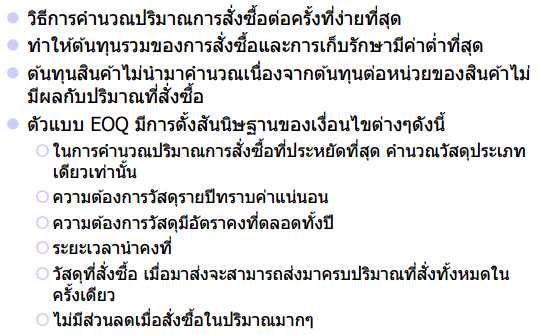 วิธีการคำนวณปริมาณการสั่งซื้อต่อครั้งที่ง่ายที่สุด
ทำให้ต้นทุนรวมของการสั่งซื้อและการเก็บรักษามีค่าต่ำที่สุด
ต้นทุนสินค้าไม่นำมาคำนวณเนื่องจากต้นทุนต่อหน่วยของสินค้าไม่
มีผลกับปริมาณที่สั่งซื้อ
ตัวแบบ EOQ มีการตั้งสันนิษฐานของเงื่อนไขต่างๆดังนี้
ในการคำนวณปริมาณการสั่งซื้อที่ประหยัดที่สุด คำนวณวัสดุประเภท
เดียวเท่านั้น
ความต้องการวัสดุรายปีทราบค่าแน่นอน
ความต้องการวัสดุมีอัตราคงที่ตลอดทั้งปี
ระยะเวลานำคงที่
วัสดุที่สั่งซื้อ เมื่อมาส่งจะสามารถส่งมาครบปริมาณที่สั่งทั้งหมดใน
ครั้งเดียว
ไม่มีส่วนลดเมื่อสั่งซื้อในปริมาณมากๆ